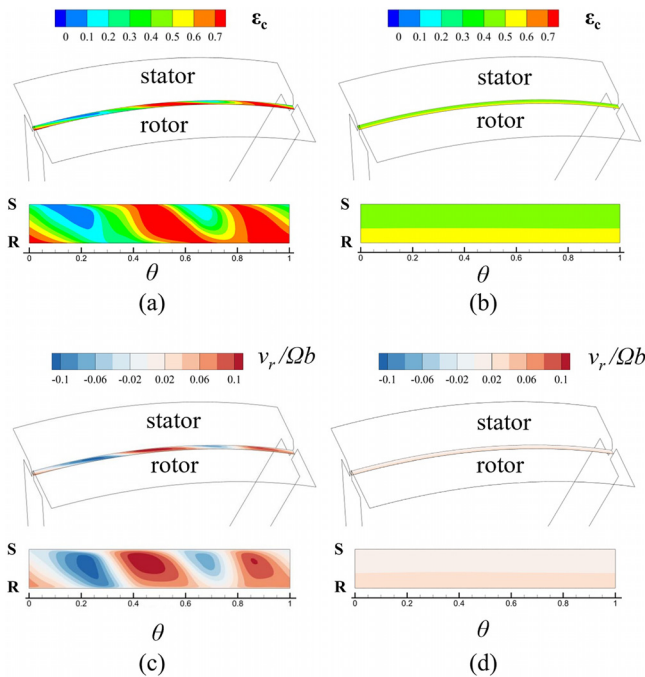 εc
0 0.1 0.2 0.3 0.4 0.5 0.6 0.7
stator
rotor
S
R
0 0.2 0.4 0.6 0.8 1
θ
(a)
εc
0 0.1 0.2 0.3 0.4 0.5 0.6 0.7
stator
rotor
S
R
0 0.2 0.4 0.6 0.8 1
θ
(b)
vr/Ωb
-0.1 -0.06 -0.02 0.02 0.06 0.1
stator
rotor
S
R
0 0.2 0.4 0.6 0.8 1
θ
(c)
vr/Ωb
-0.1 -0.06 -0.02 0.02 0.06 0.1
stator
rotor
S
R
0 0.2 0.4 0.6 0.8 1
θ
(d)